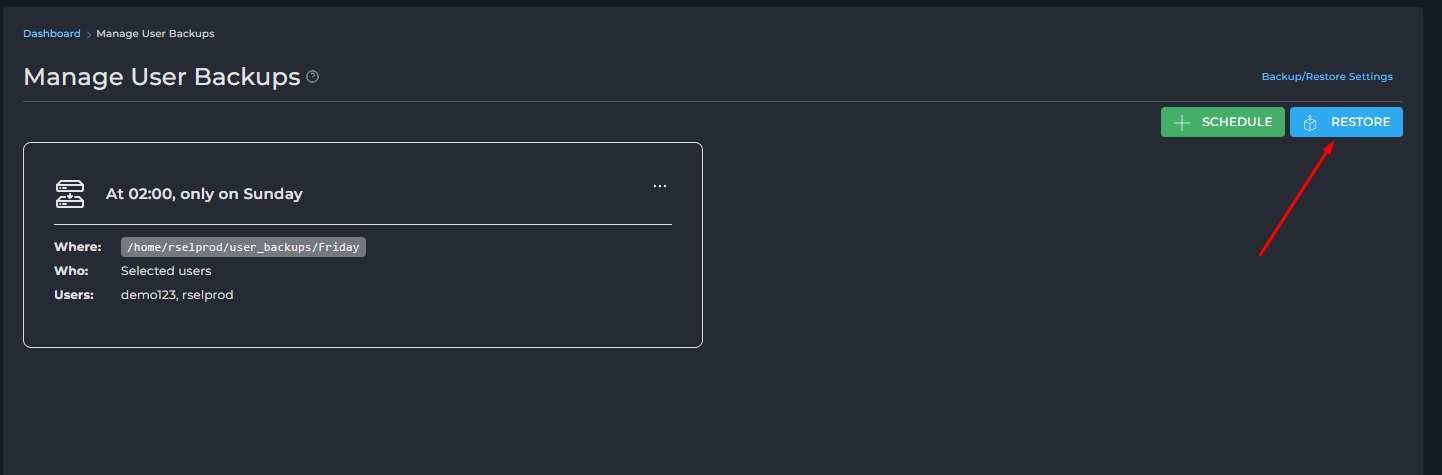 Dashboard > Manage User Backups
Manage User Backups
Backup/Restore Settings
SCHEDULE
RESTORE
At 02:00, only on Sunday
...
Where: /home/rselprod/user_backups/Friday
Who: Selected users
Users: demo123, rselprod